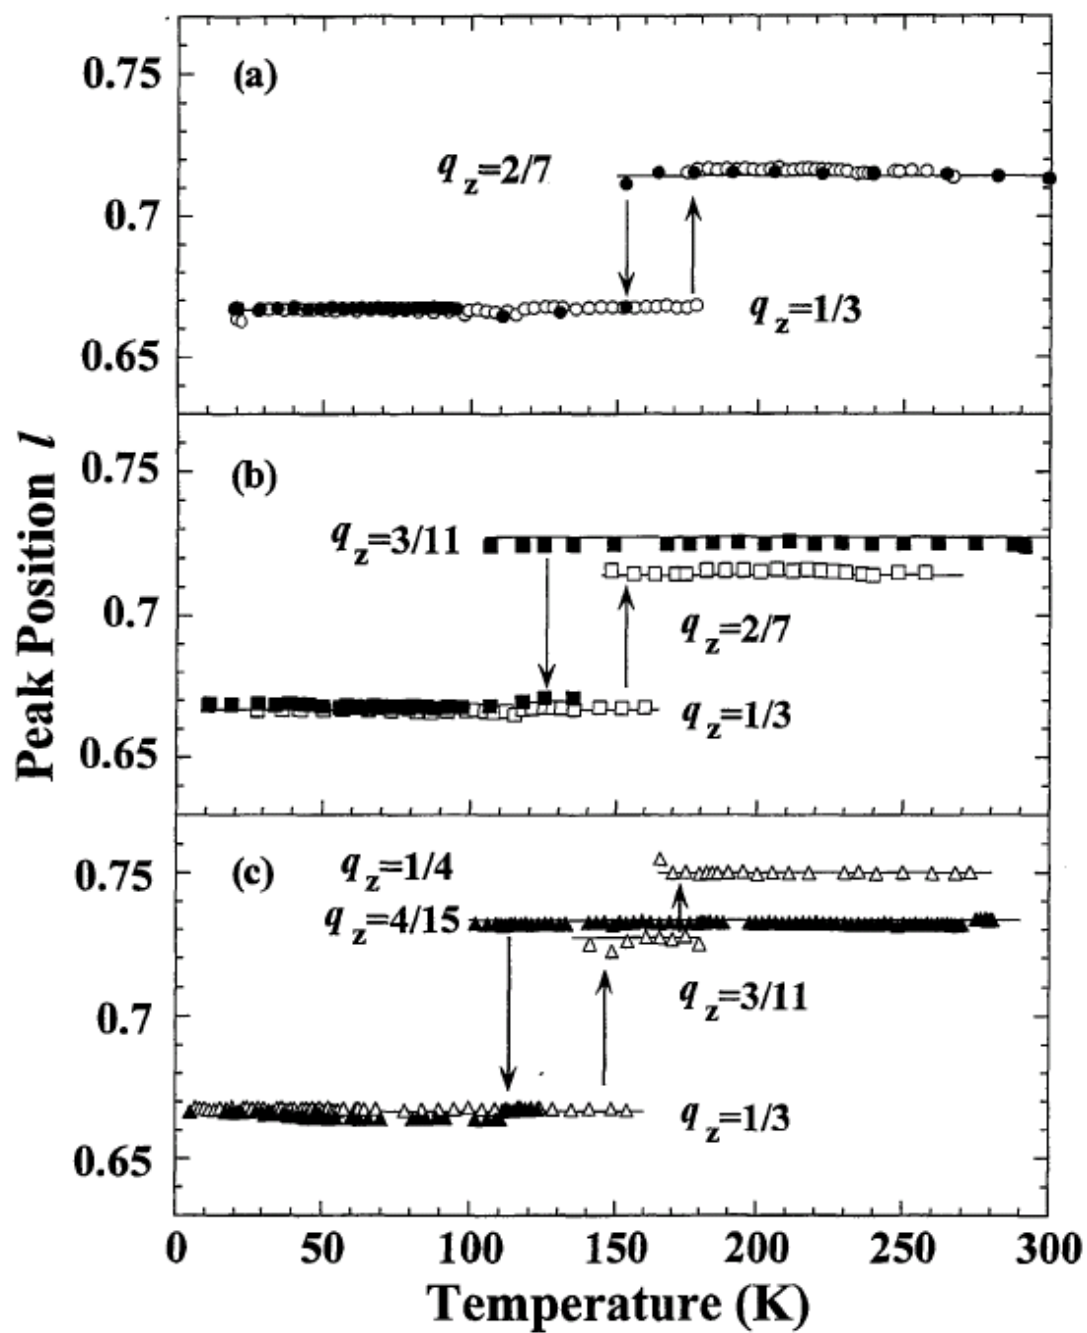 0.75
(a)
q z=2/7
0.7
q z=1/3
0.65
Peak Position l
0.75
(b)
q z=3/11
0.7
q z=2/7
q z=1/3
0.65
(c)
q z=1/4
0.75
q z=4/15
q z=3/11
0.7
q z=1/3
0.65
0 50 100 150 200 250 300
Temperature (K)